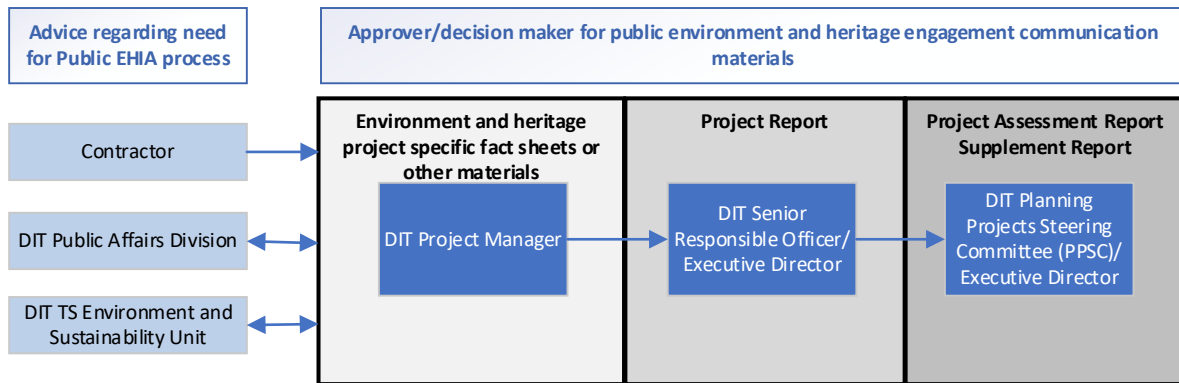 Advice regarding need
for Public EHIA process
Approver/decision maker for public environment and heritage engagement communication
materials
Contractor
DIT Public Affairs Division
DIT TS Environment and
Sustainability Unit
Environment and heritage
project specific fact sheets or
other materials
DIT Project Manager
Project Report
DIT Senior
Responsible Officer/
Executive Director
Project Assessment Report
Supplement Report
DIT Planning
Projects Steering
Committee (PPSC)/
Executive Director